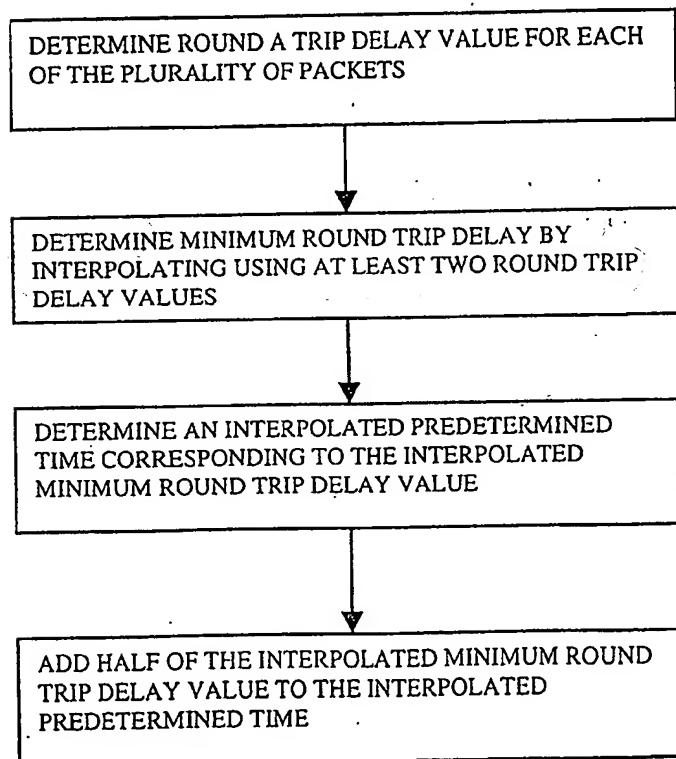 DETERMINE ROUND A TRIP DELAY VALUE FOR EACH
OF THE PLURALITY OF PACKETS
DETERMINE MINIMUM ROUND TRIP DELAY BY
INTERPOLATING USING AT LEAST TWO ROUND TRIP
DELAY VALUES
DETERMINE AN INTERPOLATED PREDETERMINED
TIME CORRESPONDING TO THE INTERPOLATED
MINIMUM ROUND TRIP DELAY VALUE
ADD HALF OF THE INTERPOLATED MINIMUM ROUND
TRIP DELAY VALUE TO THE INTERPOLATED
PREDETERMINED TIME